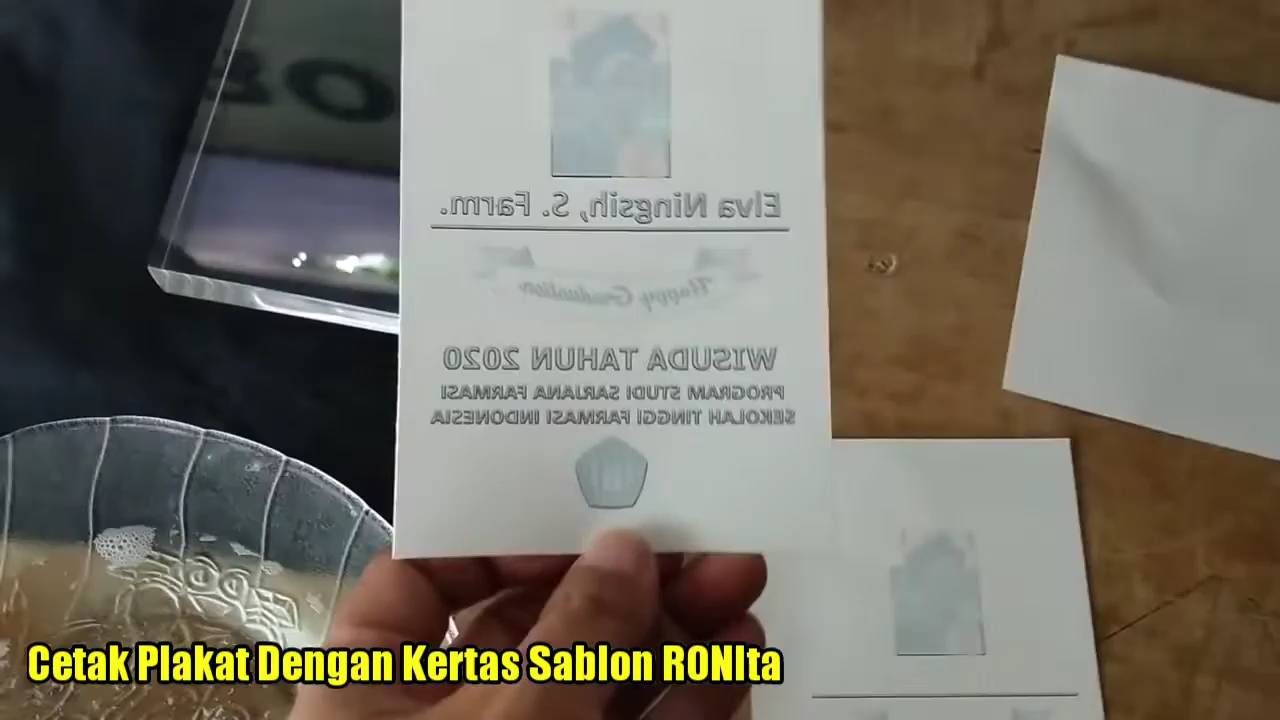 Elva Ningsih, S. Farm.
Happy Graduation
WISUDA TAHUN 2020
PROGRAM STUDI SARJANA FARMASI
SEKOLAH TINGGI FARMASI INDONESIA
Cetak Plakat Dengan Kertas Sablon RONIta